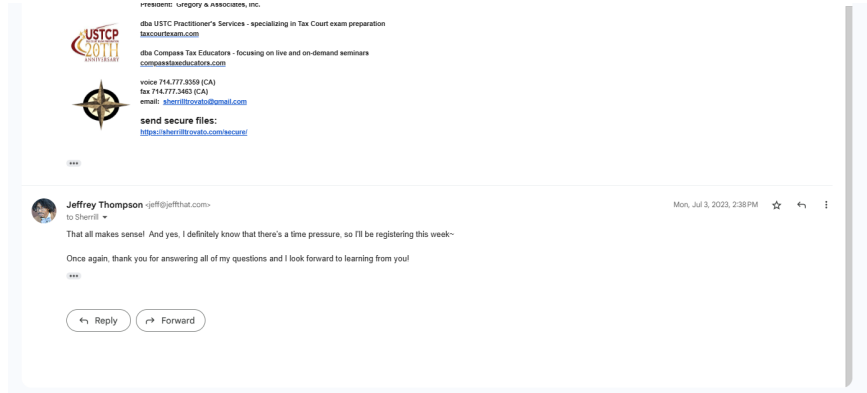 President: Gregory & Associates, Inc.
dba USTC Practitioner's Services - specializing in Tax Court exam preparation
taxcourtexam.com
USTCP
20TH
ANNIVERSARY
dba Compass Tax Educators - focusing on live and on-demand seminars
compasstaxeducators.com
voice 714.777.9359 (CA)
fax 714.777.3463 (CA)
email: sherrilltrovato@gmail.com
send secure files:
https://sherrilltrovato.com/secure/
Jeffrey Thompson <jeff@jeffthat.com>
Mon, Jul 3, 2023, 2:38 PM
to Sherrill
That all makes sense! And yes, I definitely know that there's a time pressure, so I'll be registering this week~
Once again, thank you for answering all of my questions and I look forward to learning from you!
Reply
Forward